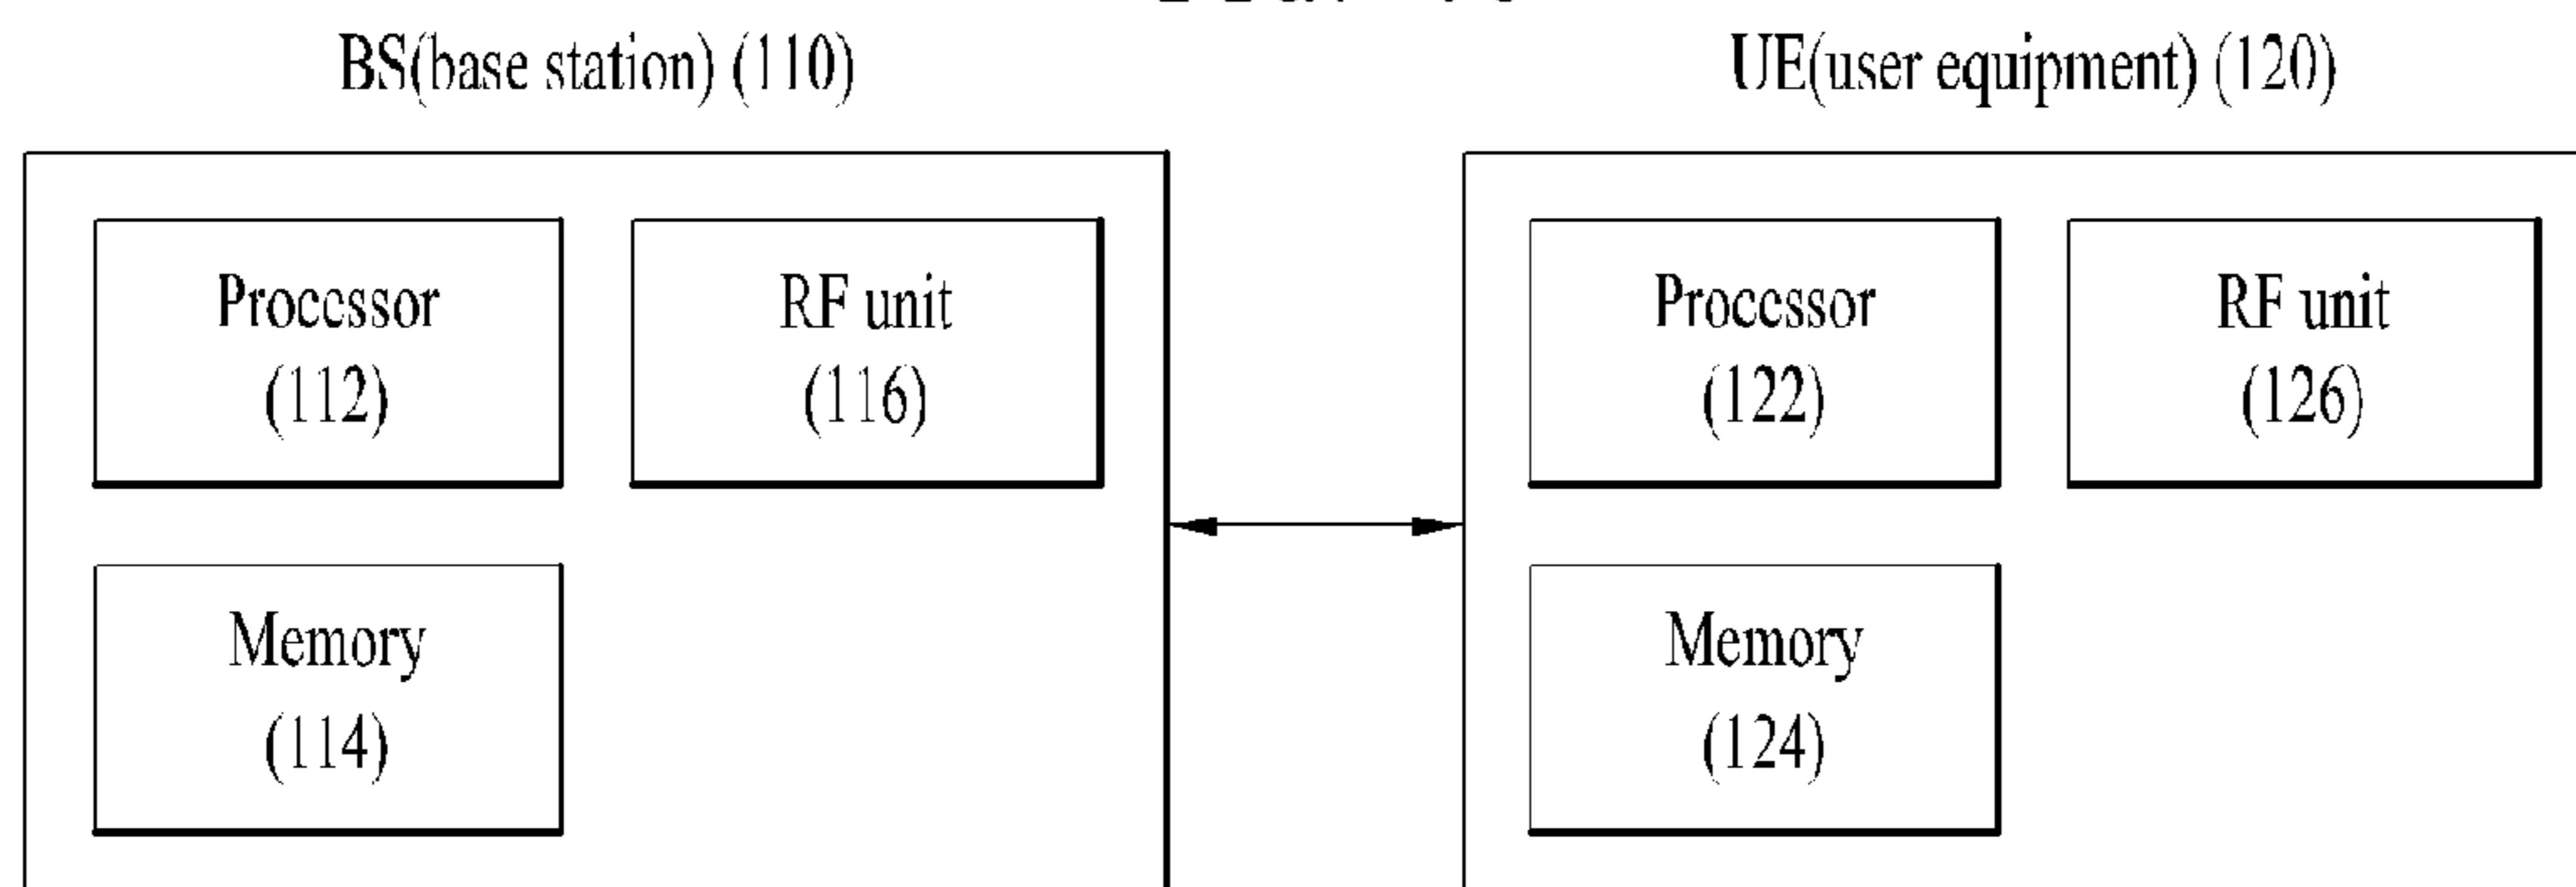 BS(base station) (110)
UE(user equipment) (120)
Processor
(112)
RF unit
(116)
Memory
(114)
Processor
(122)
RF unit
(126)
Memory
(124)